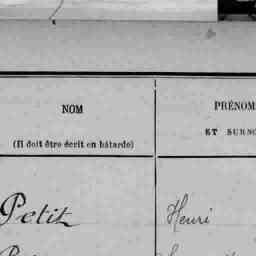 NOM
(Il doit être écrit en bâtarde)
PRÉNOM
ET SURNO
Petit
Henri